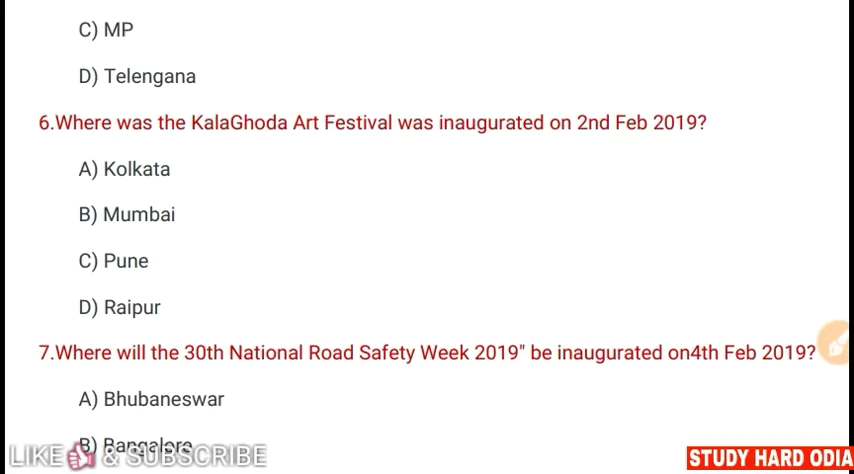 C) MP
D) Telengana
6.Where was the KalaGhoda Art Festival was inaugurated on 2nd Feb 2019?
A) Kolkata
B) Mumbai
C) Pune
D) Raipur
7.Where will the 30th National Road Safety Week 2019" be inaugurated on4th Feb 2019?
A) Bhubaneswar
B) Bangalore
LIKE & SUBSCRIBE
STUDY HARD ODIA